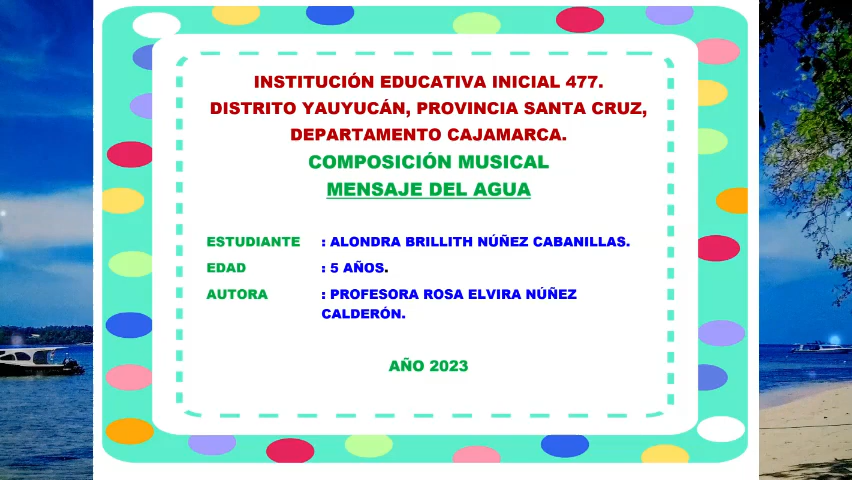 INSTITUCIÓN EDUCATIVA INICIAL 477.
DISTRITO YAUYUCÁN, PROVINCIA SANTA CRUZ,
DEPARTAMENTO CAJAMARCA.
COMPOSICIÓN MUSICAL
MENSAJE DEL AGUA
ESTUDIANTE : ALONDRA BRILLITH NÚÑEZ CABANILLAS.
EDAD : 5 AÑOS.
AUTORA : PROFESORA ROSA ELVIRA NÚÑEZ
CALDERÓN.
AÑO 2023